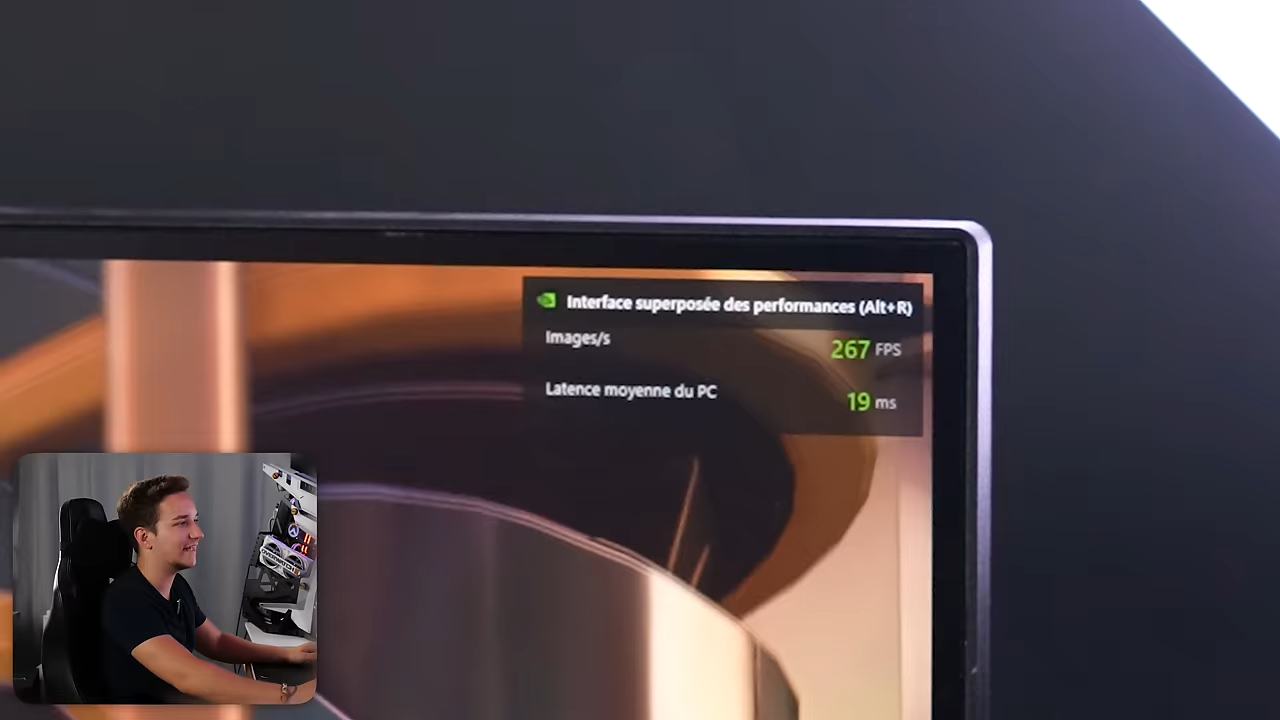 Interface superposée des performances (Alt+R)
Images/s
267 FPS
Latence moyenne du PC
19 ms